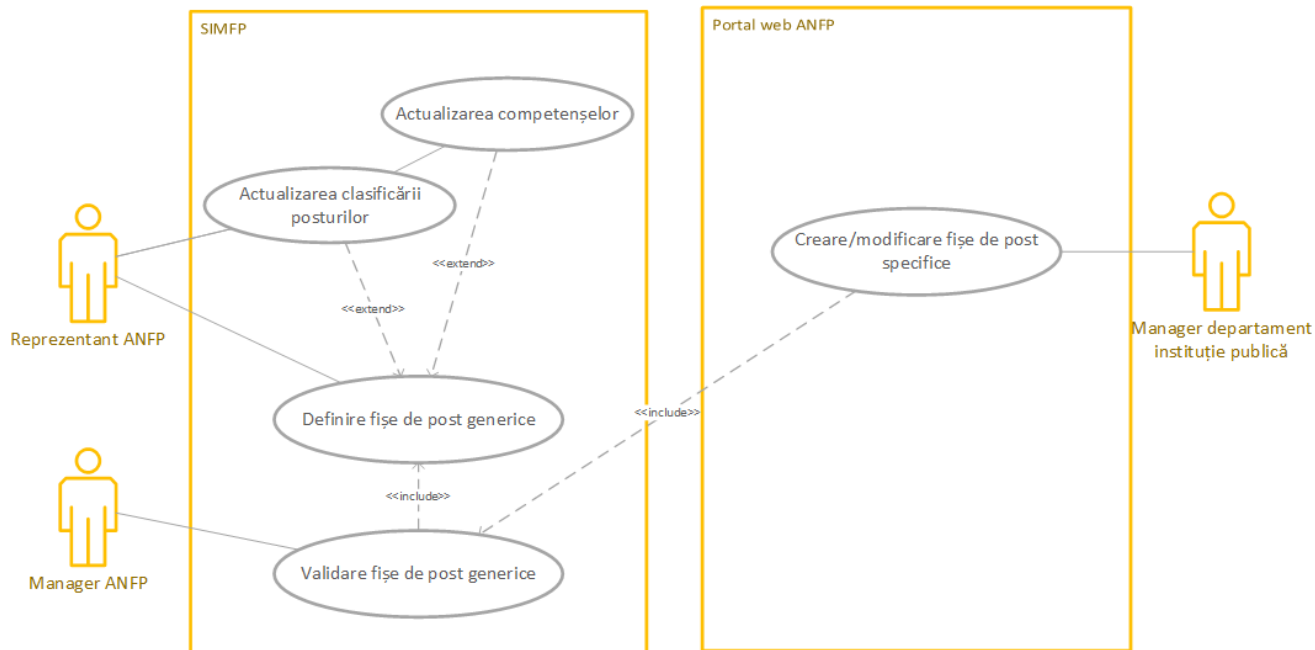 SIMFP
Portal web ANFP
Actualizarea competenșelor
Actualizarea clasificării
posturilor
Creare/modificare fișe de post
specifice
<<extend>>
<<extend>>
Reprezentant ANFP
Manager departament
instituție publică
Definire fișe de post generice
<<include>>
<<include>>
Validare fișe de post generice
Manager ANFP